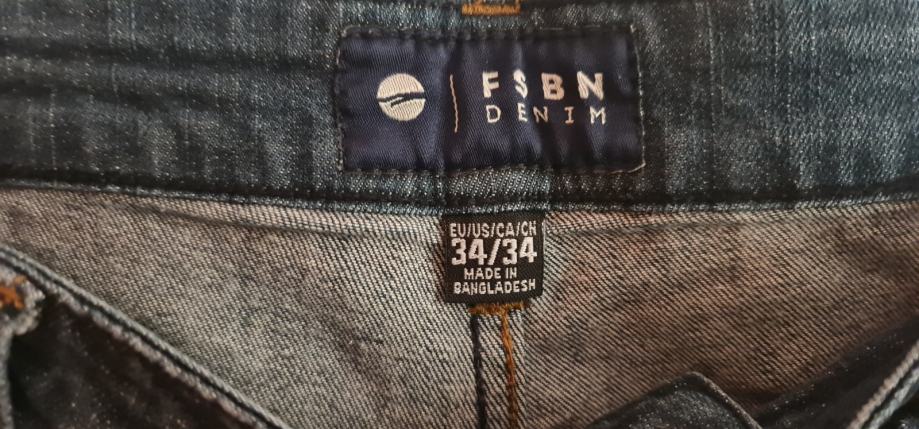 FSBN
DENIM
EU/US/CA/CH
34/34
MADE IN
BANGLADESH